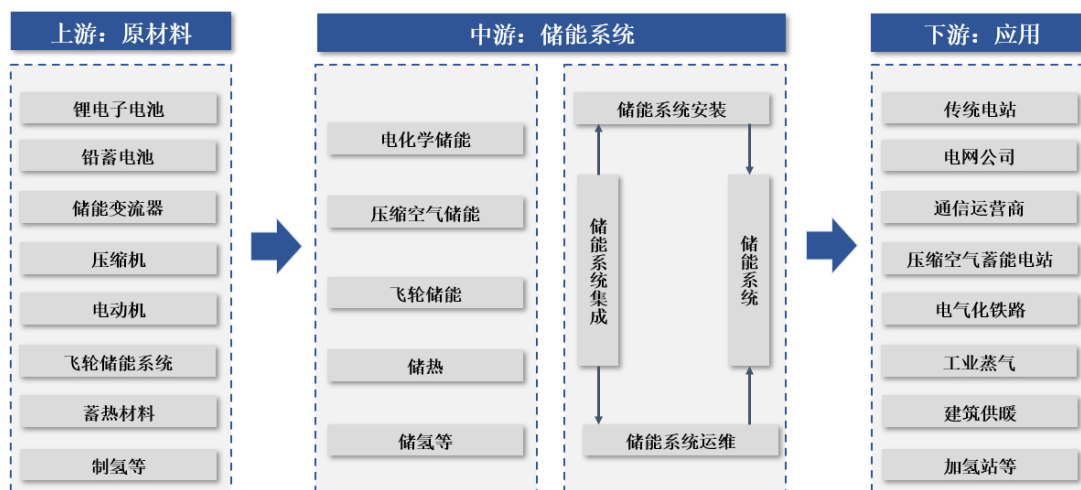 上游：原材料
锂电子电池
铅蓄电池
储能变流器
压缩机
电动机
飞轮储能系统
蓄热材料
制氢等
中游：储能系统
电化学储能
压缩空气储能
飞轮储能
储热
储氢等
储能系统安装
储能系统集成
储能系统
储能系统运维
下游：应用
传统电站
电网公司
通信运营商
压缩空气蓄能电站
电气化铁路
工业蒸气
建筑供暖
加氢站等